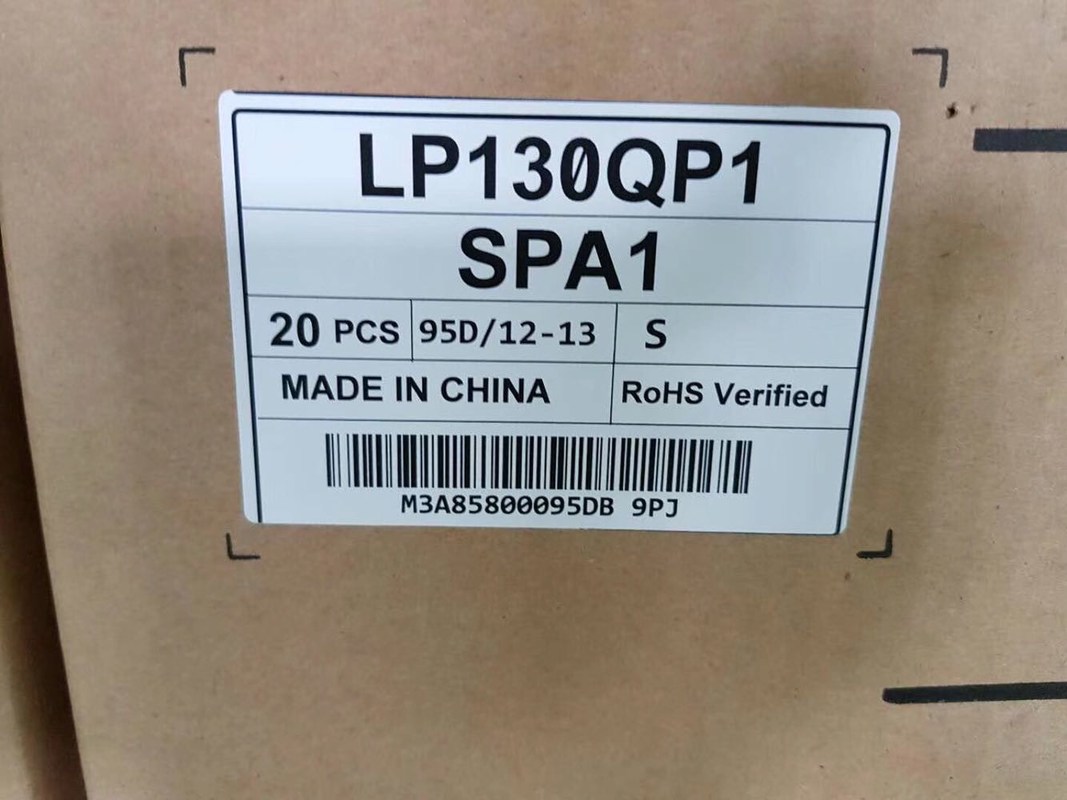 LP130QP1
SPA1
20 PCS 95D/12-13 S
MADE IN CHINA RoHS Verified
M3A85800095DB 9PJ